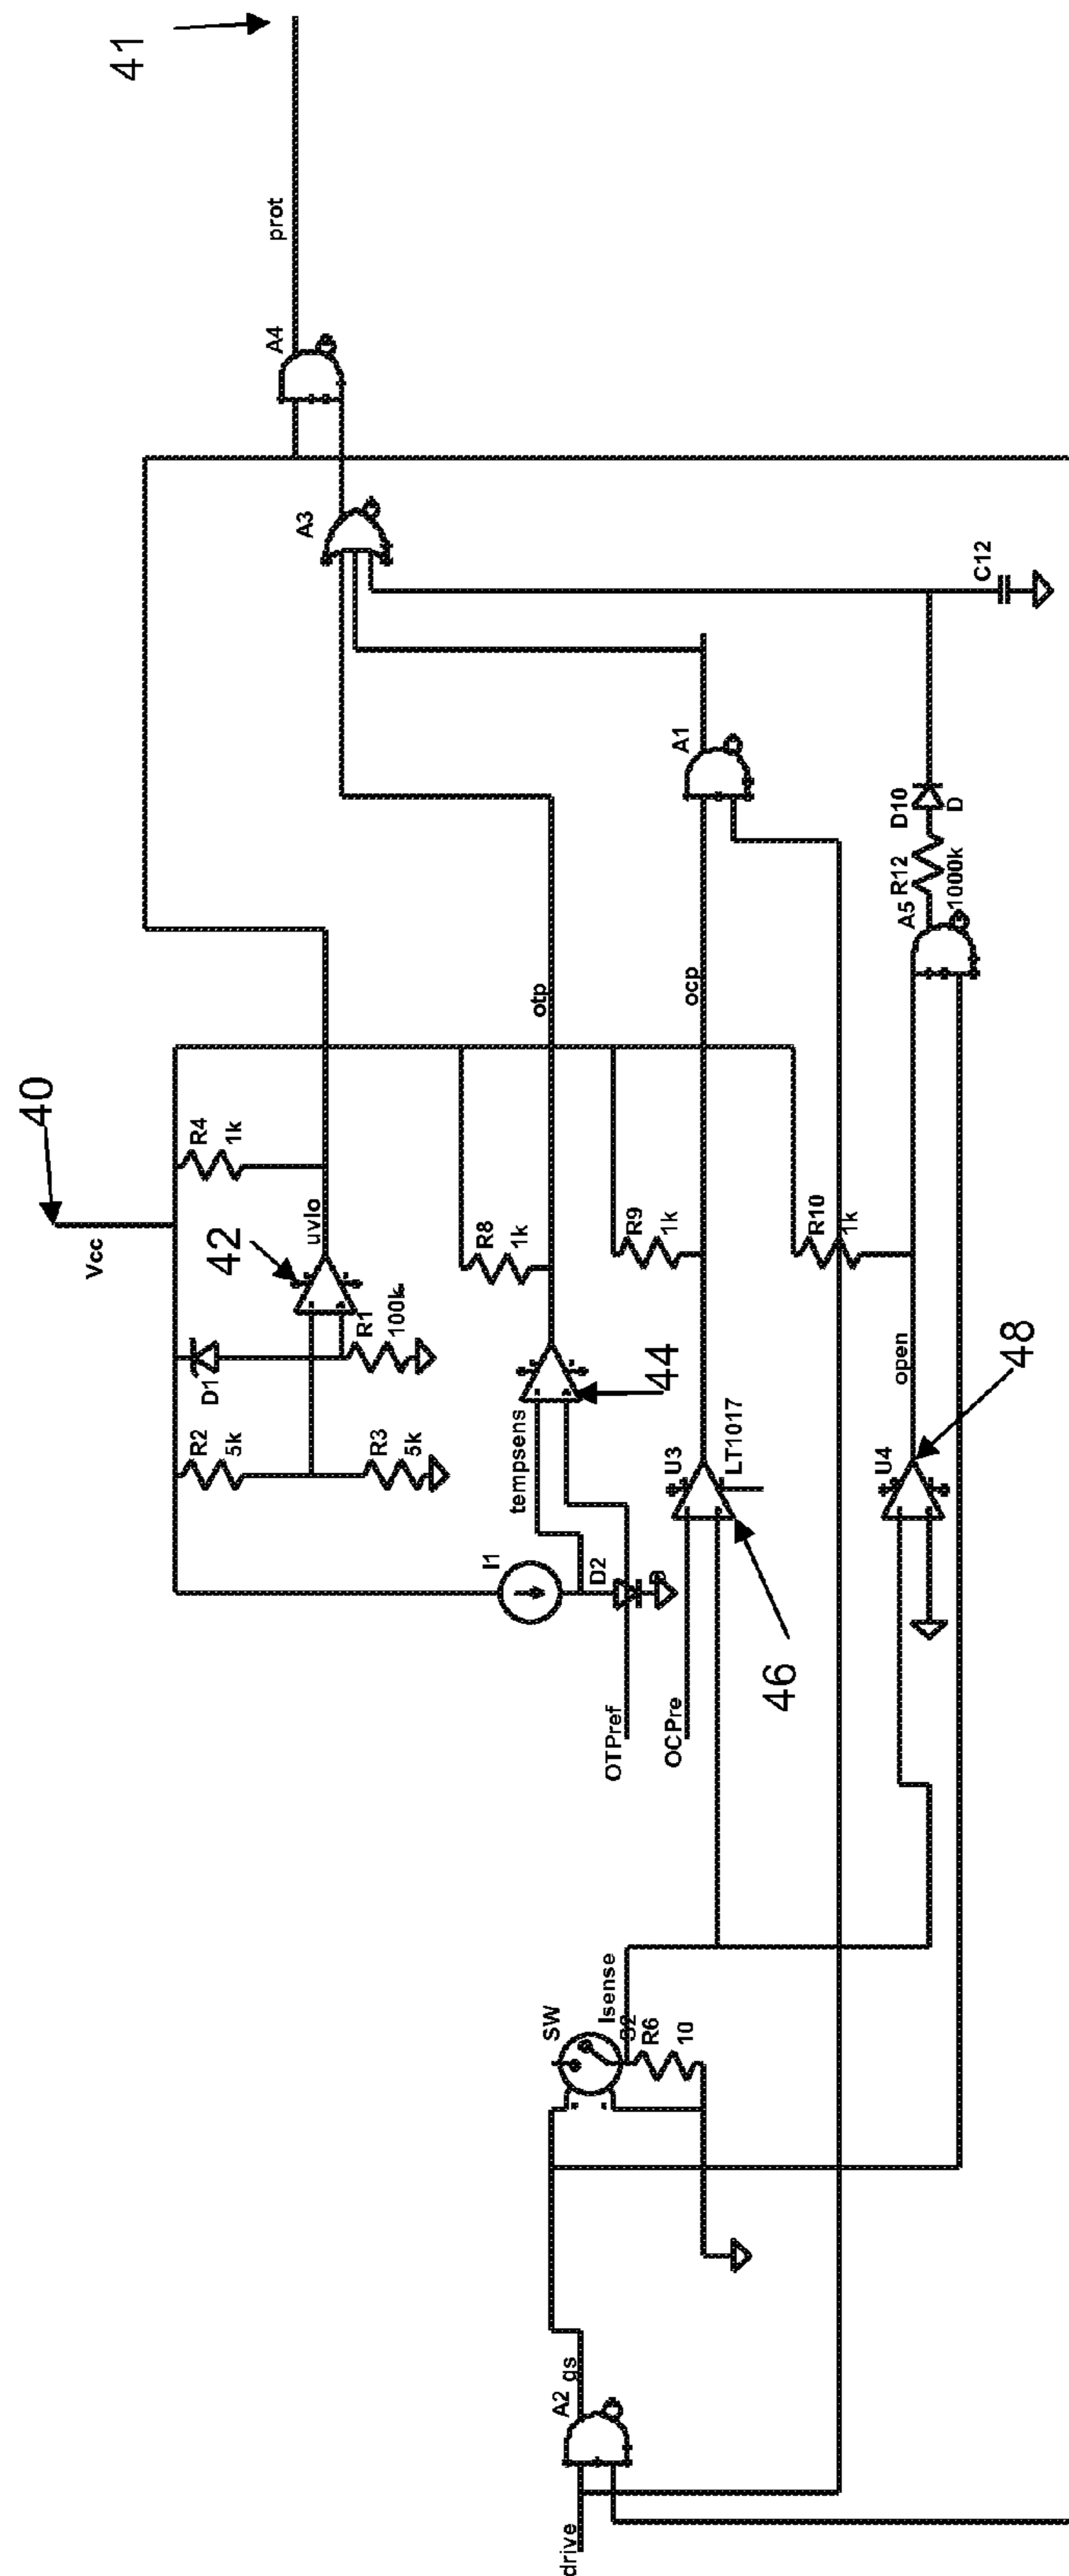 41
prot
A4
A3
C12
A1
D10
D
R12
1000k
A5
otp
ocp
40
Vcc
R4
1k
uvlo
42
R8
1k
R9
1k
R10
1k
D1
R1
100k
R2
5k
R3
5k
44
tempsens
open
48
I1
D2
U3
LT1017
U4
OTPref
OCPre
46
SW
Isense
S2
R6
10
A2
gs
drive